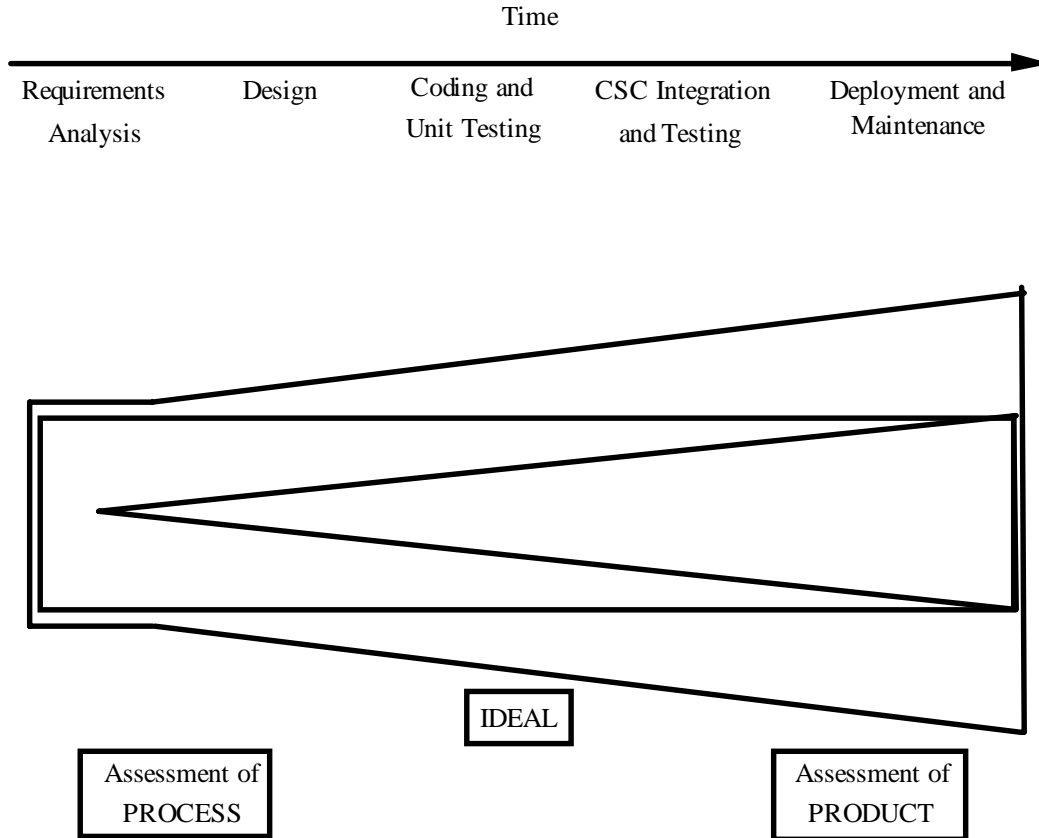 Time
Requirements
Analysis
Design
Coding and
Unit Testing
CSC Integration
and Testing
Deployment and
Maintenance
IDEAL
Assessment of
PROCESS
Assessment of
PRODUCT